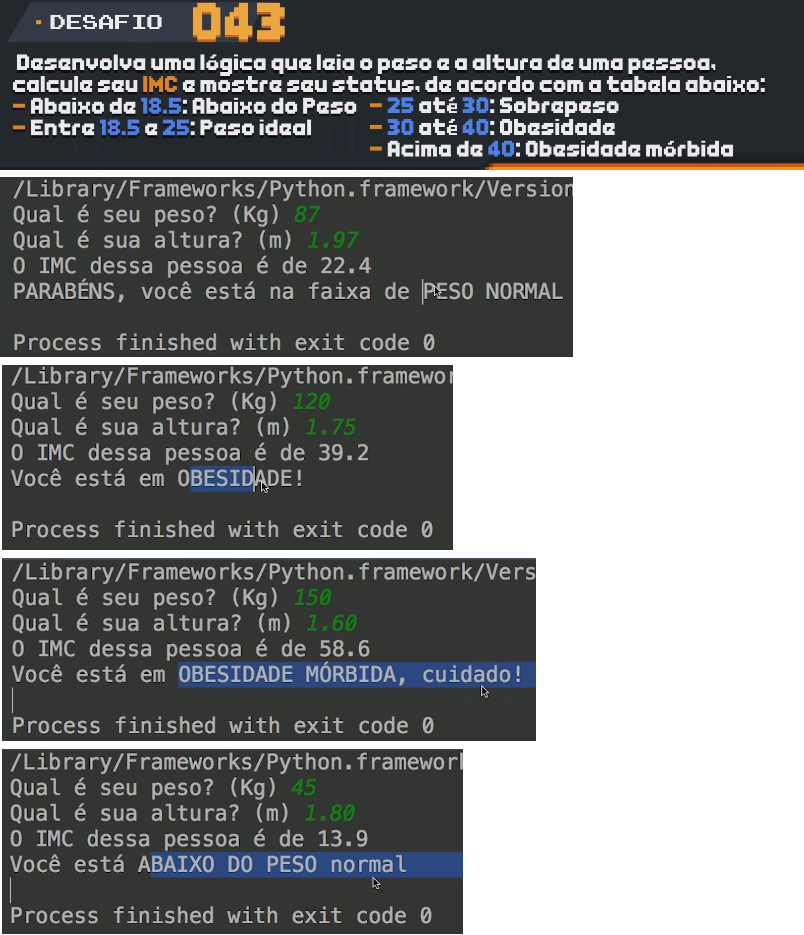 DESAFIO 043
Desenvolva uma lógica que leia o peso e a altura de uma pessoa,
calcule seu IMC e mostre seu status, de acordo com a tabela abaixo:
- Abaixo de 18.5: Abaixo do Peso
- Entre 18.5 e 25: Peso ideal
- 25 até 30: Sobrepeso
- 30 até 40: Obesidade
- Acima de 40: Obesidade mórbida
/Library/Frameworks/Python.framework/Version
Qual é seu peso? (Kg) 87
Qual é sua altura? (m) 1.97
O IMC dessa pessoa é de 22.4
PARABÉNS, você está na faixa de PESO NORMAL
Process finished with exit code 0
/Library/Frameworks/Python.framewor
Qual é seu peso? (Kg) 120
Qual é sua altura? (m) 1.75
O IMC dessa pessoa é de 39.2
Você está em OBESIDADE!
Process finished with exit code 0
/Library/Frameworks/Python.framework/Vers
Qual é seu peso? (Kg) 150
Qual é sua altura? (m) 1.60
O IMC dessa pessoa é de 58.6
Você está em OBESIDADE MÓRBIDA, cuidado!
Process finished with exit code 0
/Library/Frameworks/Python.framework
Qual é seu peso? (Kg) 45
Qual é sua altura? (m) 1.80
O IMC dessa pessoa é de 13.9
Você está ABAIXO DO PESO normal
Process finished with exit code 0